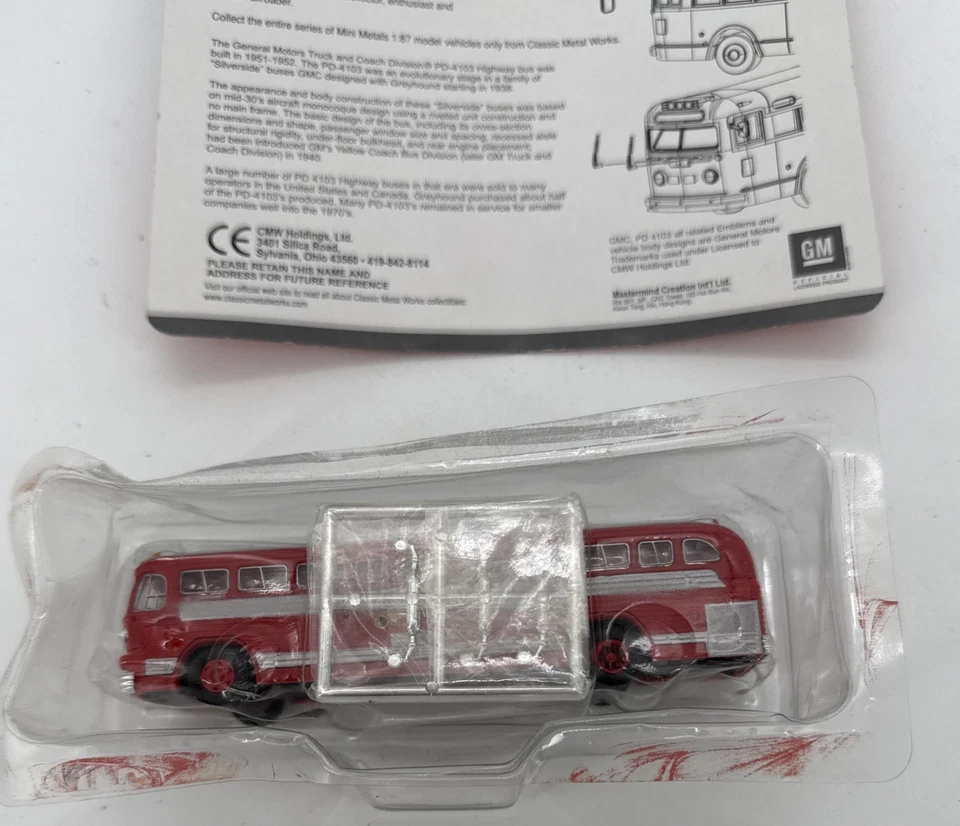 enthusiast and
Collect the entire series of Mini Metals 1:87 model vehicles only from Classic Metal Works.
The General Motors Truck and Coach Division® PD-4103 Highway bus was
built in 1951-1952. The PD-4103 was an evolutionary stage in a family of
"Silverside" buses GMC designed with Greyhound starting in 1938.
The appearance and body construction of these "Silverside" buses was based
on mid-30's aircraft monocoque design using a riveted unit construction and
no main frame. The basic design of the bus, including its cross-section
dimensions and shape, passenger window size and spacing, recessed aisle
for structural rigidity, under-floor bulkhead, and rear engine placement,
had been introduced GM's Yellow Coach Bus Division (later GM Truck and
Coach Division) in 1940.
A large number of PD 4103 Highway buses in that era were sold to many
operators in the United States and Canada. Greyhound purchased about half
of the PD-4103's produced. Many PD-4103's remained in service for smaller
companies well into the 1970's.
CE
CMW Holdings, Ltd.
3401 Silica Road,
Sylvania, Ohio 43560 • 419-842-8114
PLEASE RETAIN THIS NAME AND
ADDRESS FOR FUTURE REFERENCE
Visit our official web site to read all about Classic Metal Works collectibles:
www.classicmetalworks.com
GMC, PD 4103 all related Emblems and
vehicle body designs are General Motors
Trademarks used under License to
CMW Holdings Ltd.
Mastermind Creation Int'l Ltd.
Kwun Tong, Kln, Hong Kong.
GM
OFFICIAL
LICENSED PRODUCT